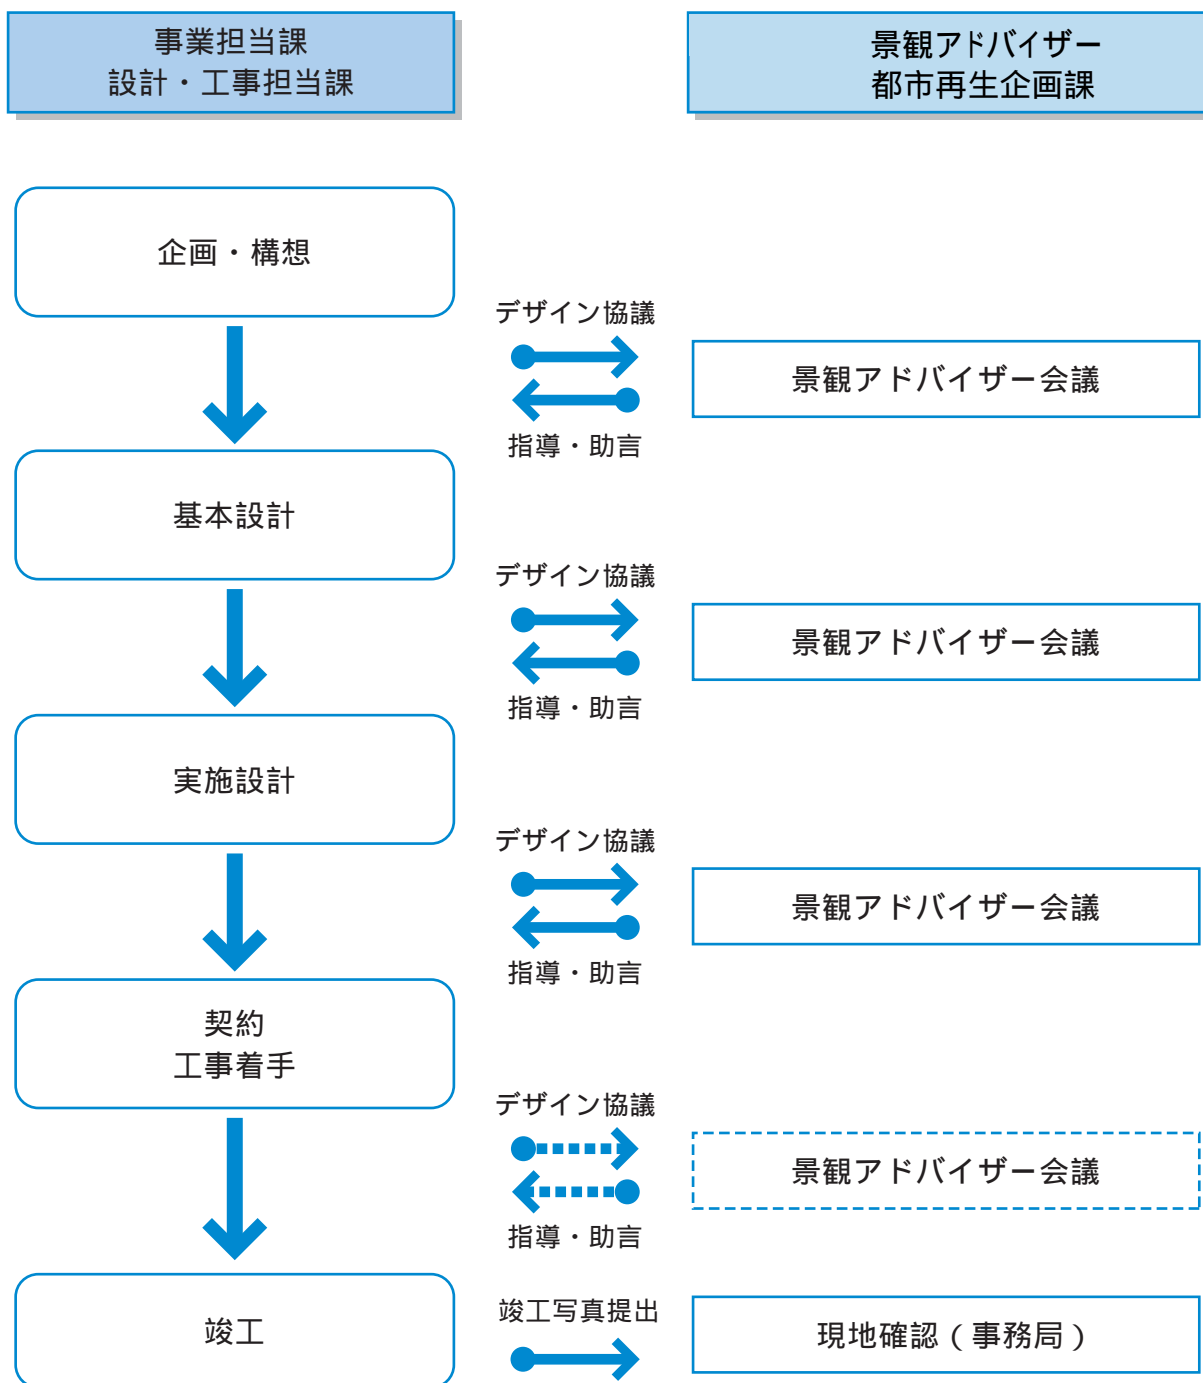 事業担当課
設計・工事担当課
景観アドバイザー
都市再生企画課
企画・構想
デザイン協議
景観アドバイザー会議
指導・助言
基本設計
デザイン協議
景観アドバイザー会議
指導・助言
実施設計
デザイン協議
景観アドバイザー会議
指導・助言
契約
工事着手
デザイン協議
景観アドバイザー会議
指導・助言
竣工
竣工写真提出
現地確認（事務局）